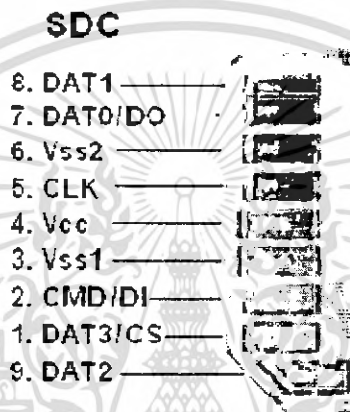 SDC
8. DAT1
7. DAT0/DO
6. Vss2
5. CLK
4. Vcc
3. Vss1
2. CMD/DI
1. DAT3/CS
9. DAT2